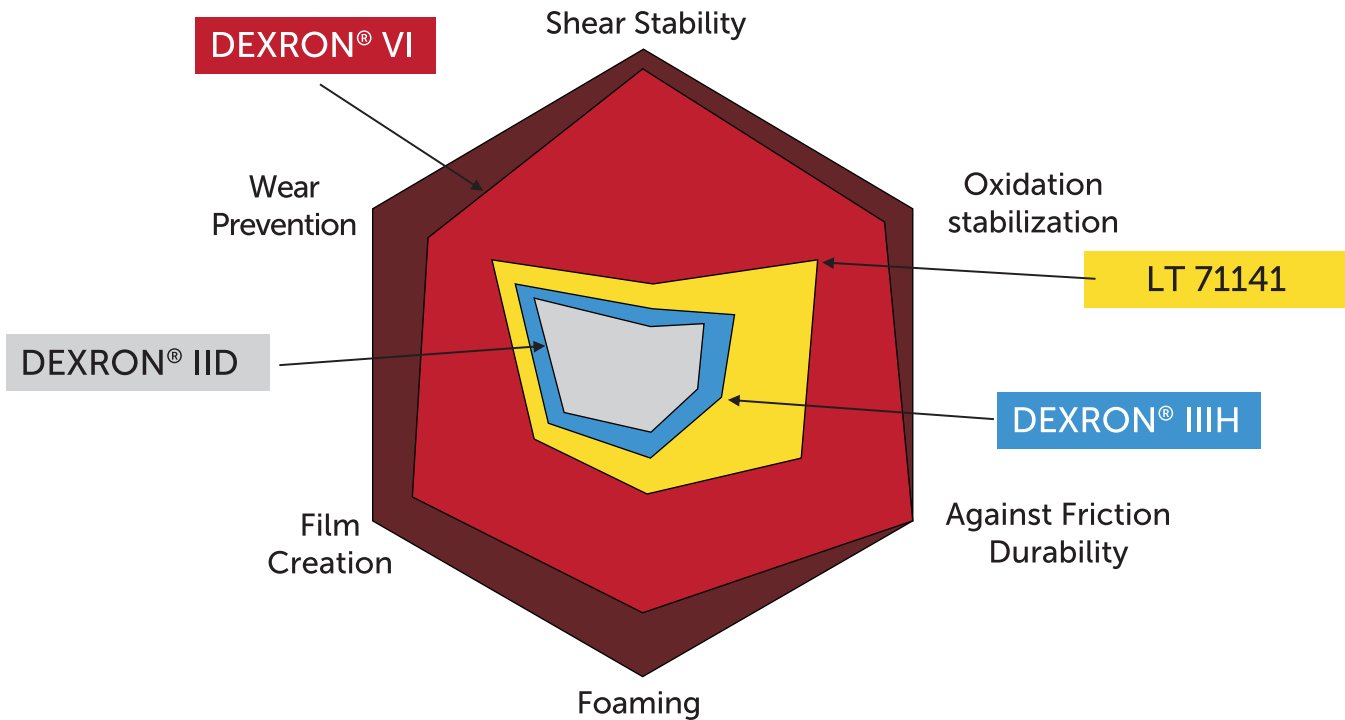 Shear Stability
DEXRON® VI
Wear
Prevention
Oxidation
stabilization
LT 71141
DEXRON® IID
DEXRON® IIIH
Film
Creation
Against Friction
Durability
Foaming